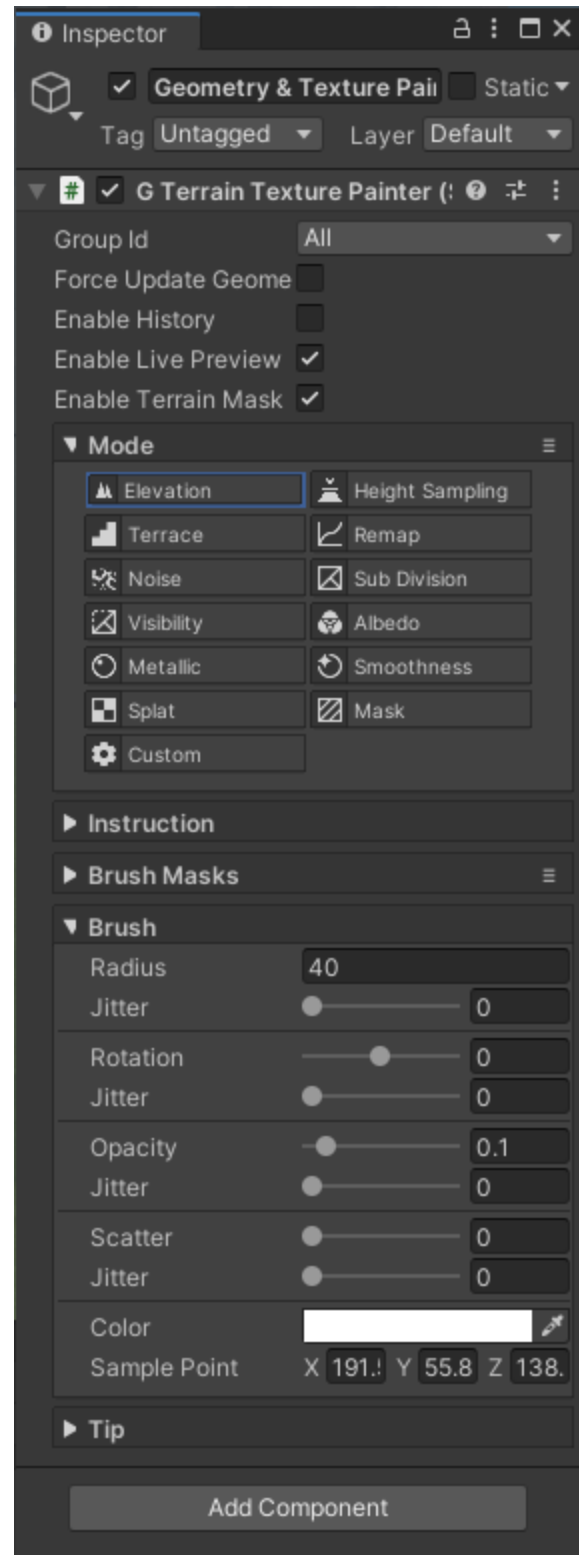 Inspector
Geometry & Texture Pai Static
Tag Untagged Layer Default
# G Terrain Texture Painter (
Group Id All
Force Update Geome
Enable History
Enable Live Preview
Enable Terrain Mask
Mode
Elevation Height Sampling
Terrace Remap
Noise Sub Division
Visibility Albedo
Metallic Smoothness
Splat Mask
Custom
Instruction
Brush Masks
Brush
Radius 40
Jitter 0
Rotation 0
Jitter 0
Opacity 0.1
Jitter 0
Scatter 0
Jitter 0
Color
Sample Point X 191. Y 55.8 Z 138.
Tip
Add Component